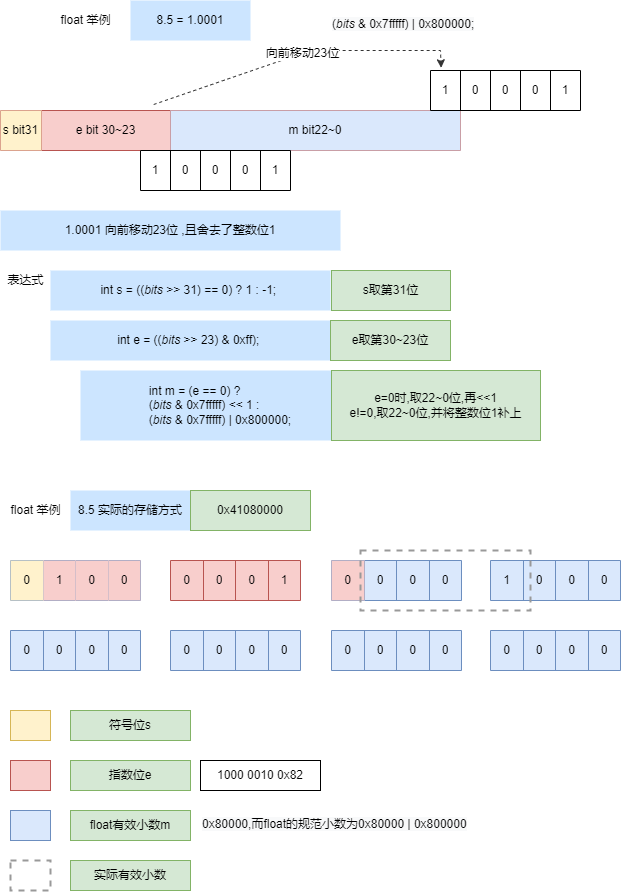 float 举例
8.5 = 1.0001
(bits & 0x7fffff) | 0x800000;
向前移动23位
1 0 0 0 1
s bit31
e bit 30~23
m bit22~0
1 0 0 0 1
1.0001 向前移动23位 ,且舍去了整数位1
表达式
int s = ((bits >> 31) == 0) ? 1 : -1;
s取第31位
int e = ((bits >> 23) & 0xff);
e取第30~23位
int m = (e == 0) ?
(bits & 0x7fffff) << 1 :
(bits & 0x7fffff) | 0x800000;
e=0时,取22~0位,再<<1
e!=0,取22~0位,并将整数位1补上
float 举例
8.5 实际的存储方式
0x41080000
0 1 0 0 0 0 0 1 0 0 0 0 1 0 0 0
0 0 0 0 0 0 0 0 0 0 0 0 0 0 0 0
符号位s
指数位e
1000 0010 0x82
float有效小数m
0x80000,而float的规范小数为0x80000 | 0x800000
实际有效小数